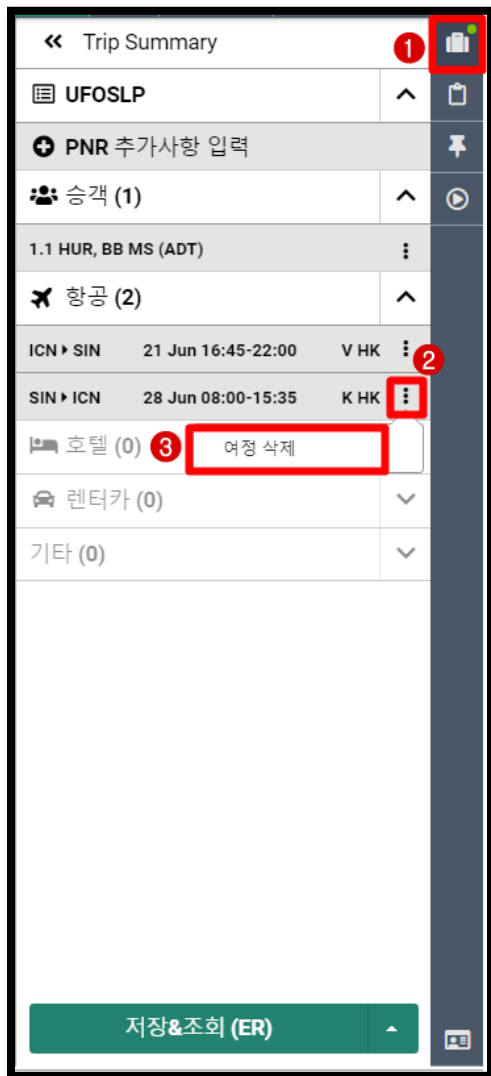 Trip Summary
1
UFOSLP
PNR 추가사항 입력
승객 (1)
1.1 HUR, BB MS (ADT)
항공 (2)
ICN ▸ SIN 21 Jun 16:45-22:00 V HK
2
SIN ▸ ICN 28 Jun 08:00-15:35 K HK
호텔 (0) 3 여정 삭제
렌터카 (0)
기타 (0)
저장&조회 (ER)